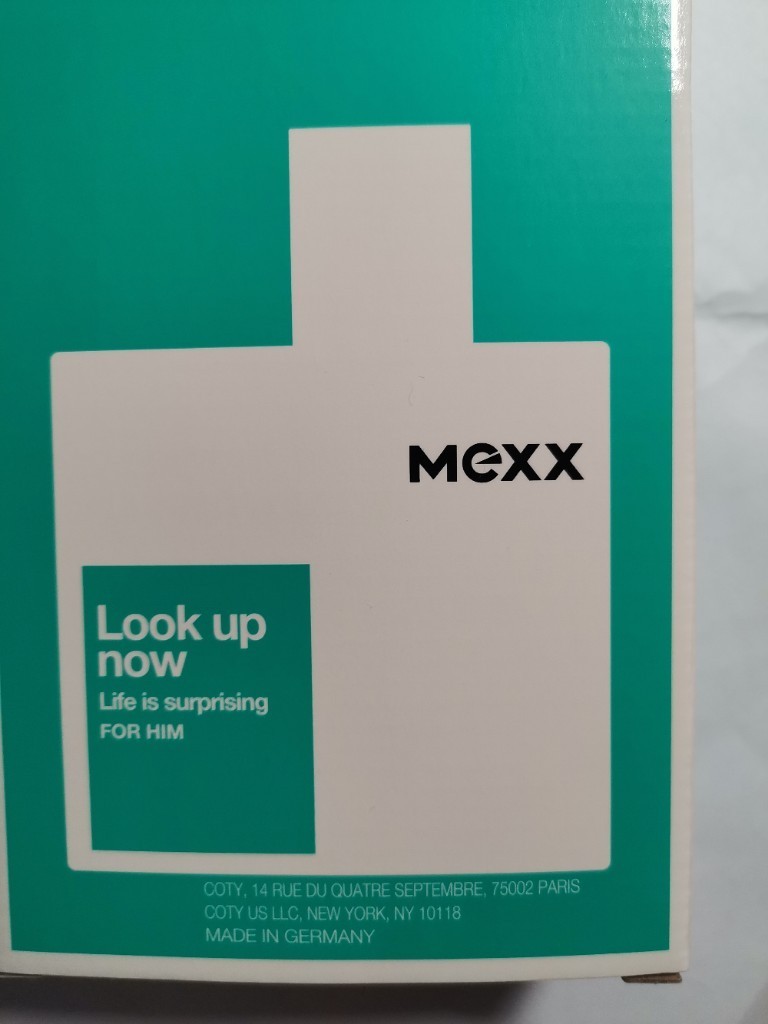 Mexx
Look up
now
Life is surprising
FOR HIM
COTY, 14 RUE DU QUATRE SEPTEMBRE, 75002 PARIS
COTY US LLC, NEW YORK, NY 10118
MADE IN GERMANY